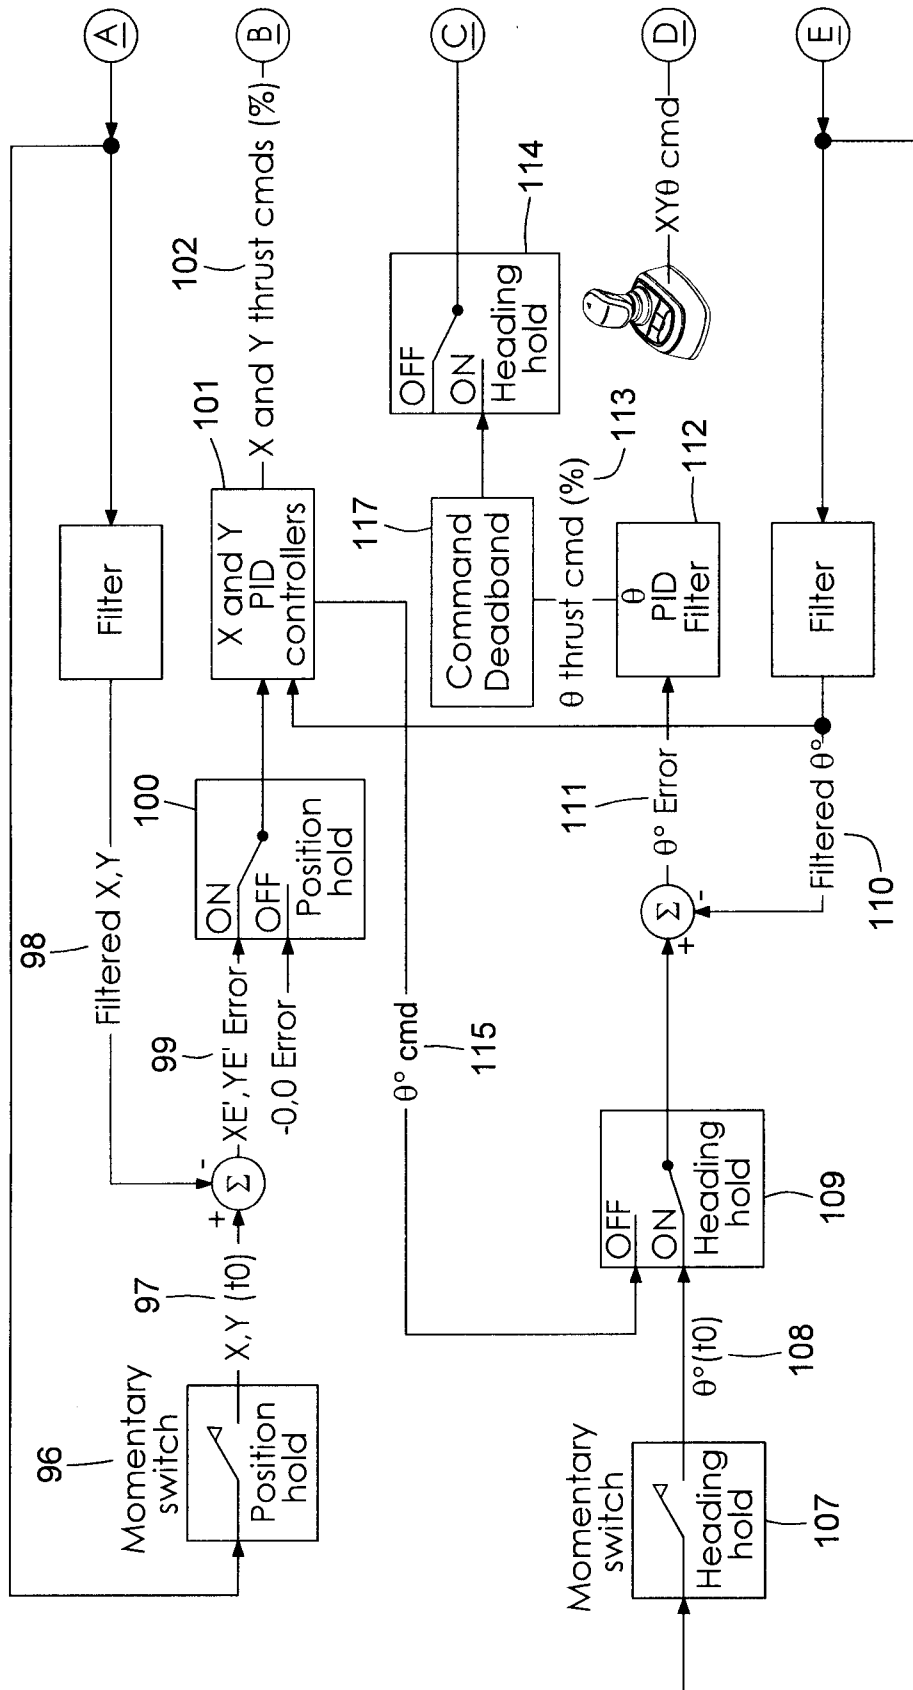 A
B
C
D
E
98
Filtered X,Y
Filter
96
Momentary
switch
Position
hold
97
X,Y (t0)
+
-
Σ
99
XE',YE' Error
-0,0 Error
100
ON
OFF
Position
hold
101
X and Y
PID
controllers
102
X and Y thrust cmds (%)
θ° cmd
115
117
Command
Deadband
OFF
ON
Heading
hold
114
θ thrust cmd (%)
113
XYθ cmd
Momentary
switch
Heading
hold
107
θ°(t0)
108
OFF
ON
Heading
hold
109
+
-
Σ
111
θ° Error
θ
PID
Filter
112
Filtered θ°
110
Filter